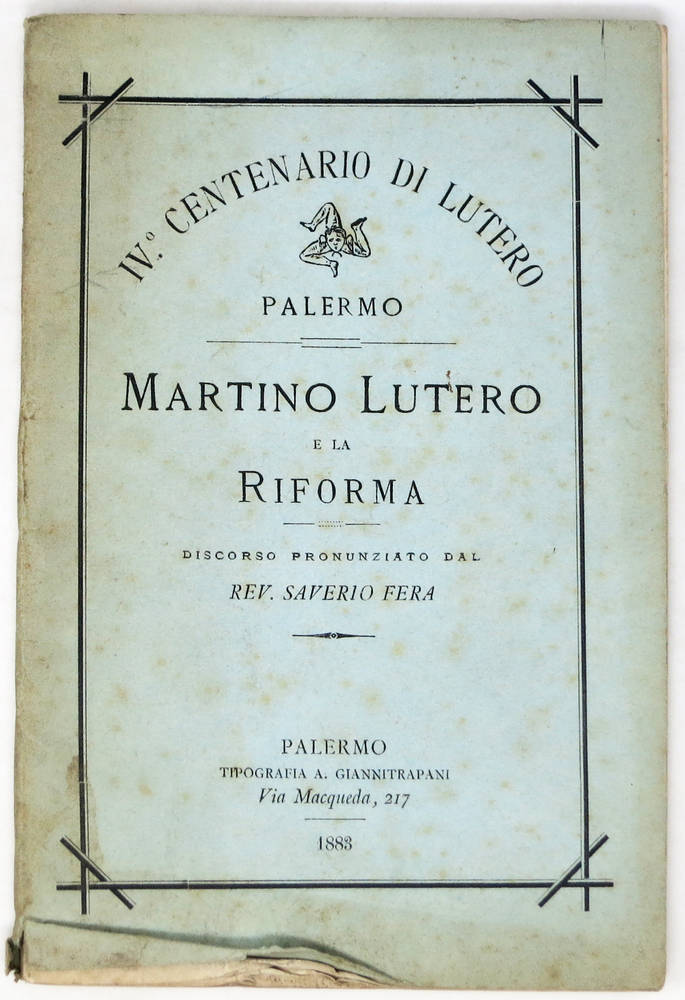 IV.º CENTENARIO DI LUTERO
PALERMO
MARTINO LUTERO
E LA
RIFORMA
DISCORSO PRONUNZIATO DAL
REV. SAVERIO FERA
PALERMO
TIPOGRAFIA A. GIANNITRAPANI
Via Macqueda, 217
1883